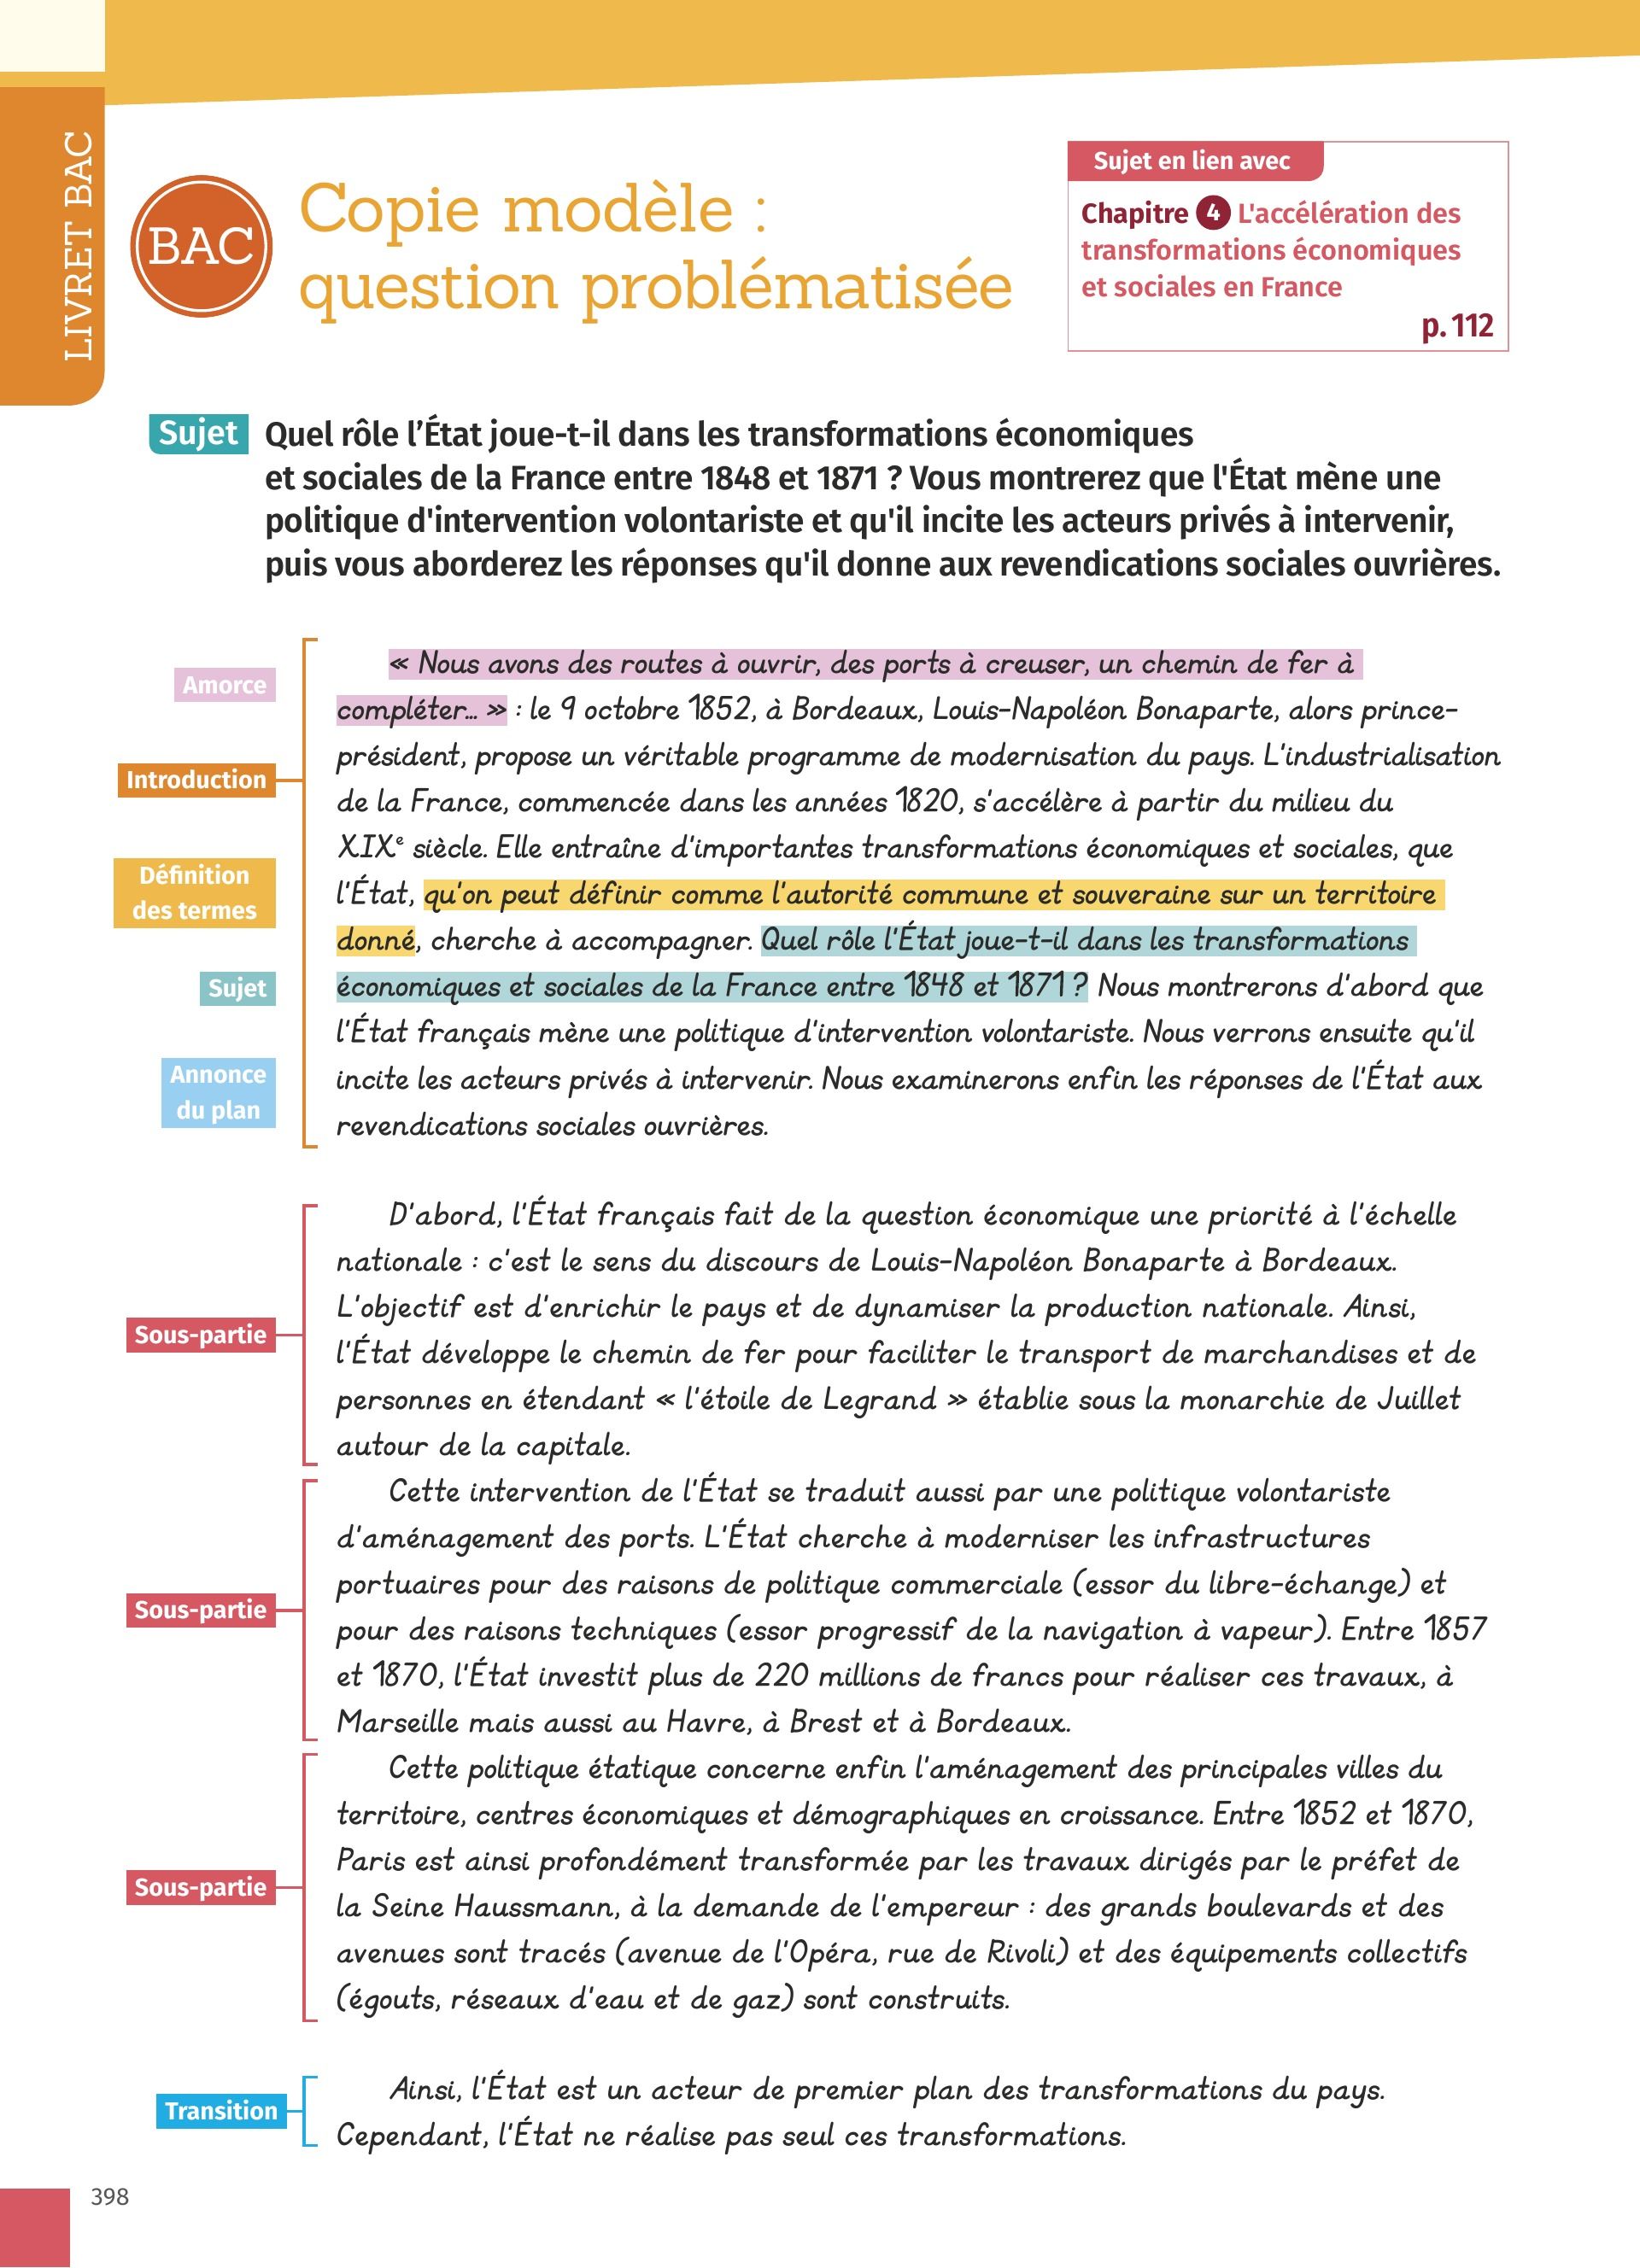 LIVRET BAC
BAC
Copie modèle :
question problématisée
Sujet en lien avec
Chapitre 4 L'accélération des
transformations économiques
et sociales en France
p. 112
Sujet
Quel rôle l’État joue-t-il dans les transformations économiques
et sociales de la France entre 1848 et 1871 ? Vous montrerez que l'État mène une
politique d'intervention volontariste et qu'il incite les acteurs privés à intervenir,
puis vous aborderez les réponses qu'il donne aux revendications sociales ouvrières.
Amorce
Introduction
Définition
des termes
Sujet
Annonce
du plan
« Nous avons des routes à ouvrir, des ports à creuser, un chemin de fer à
compléter... » : le 9 octobre 1852, à Bordeaux, Louis-Napoléon Bonaparte, alors prince-
président, propose un véritable programme de modernisation du pays. L'industrialisation
de la France, commencée dans les années 1820, s'accélère à partir du milieu du
XIXe siècle. Elle entraîne d'importantes transformations économiques et sociales, que
l'État, qu'on peut définir comme l'autorité commune et souveraine sur un territoire
donné, cherche à accompagner. Quel rôle l'État joue-t-il dans les transformations
économiques et sociales de la France entre 1848 et 1871 ? Nous montrerons d'abord que
l'État français mène une politique d'intervention volontariste. Nous verrons ensuite qu'il
incite les acteurs privés à intervenir. Nous examinerons enfin les réponses de l'État aux
revendications sociales ouvrières.
Sous-partie
D'abord, l'État français fait de la question économique une priorité à l'échelle
nationale : c'est le sens du discours de Louis-Napoléon Bonaparte à Bordeaux.
L'objectif est d'enrichir le pays et de dynamiser la production nationale. Ainsi,
l'État développe le chemin de fer pour faciliter le transport de marchandises et de
personnes en étendant « l'étoile de Legrand » établie sous la monarchie de Juillet
autour de la capitale.
Sous-partie
Cette intervention de l'État se traduit aussi par une politique volontariste
d'aménagement des ports. L'État cherche à moderniser les infrastructures
portuaires pour des raisons de politique commerciale (essor du libre-échange) et
pour des raisons techniques (essor progressif de la navigation à vapeur). Entre 1857
et 1870, l'État investit plus de 220 millions de francs pour réaliser ces travaux, à
Marseille mais aussi au Havre, à Brest et à Bordeaux.
Sous-partie
Cette politique étatique concerne enfin l'aménagement des principales villes du
territoire, centres économiques et démographiques en croissance. Entre 1852 et 1870,
Paris est ainsi profondément transformée par les travaux dirigés par le préfet de
la Seine Haussmann, à la demande de l'empereur : des grands boulevards et des
avenues sont tracés (avenue de l'Opéra, rue de Rivoli) et des équipements collectifs
(égouts, réseaux d'eau et de gaz) sont construits.
Transition
Ainsi, l'État est un acteur de premier plan des transformations du pays.
Cependant, l'État ne réalise pas seul ces transformations.
398